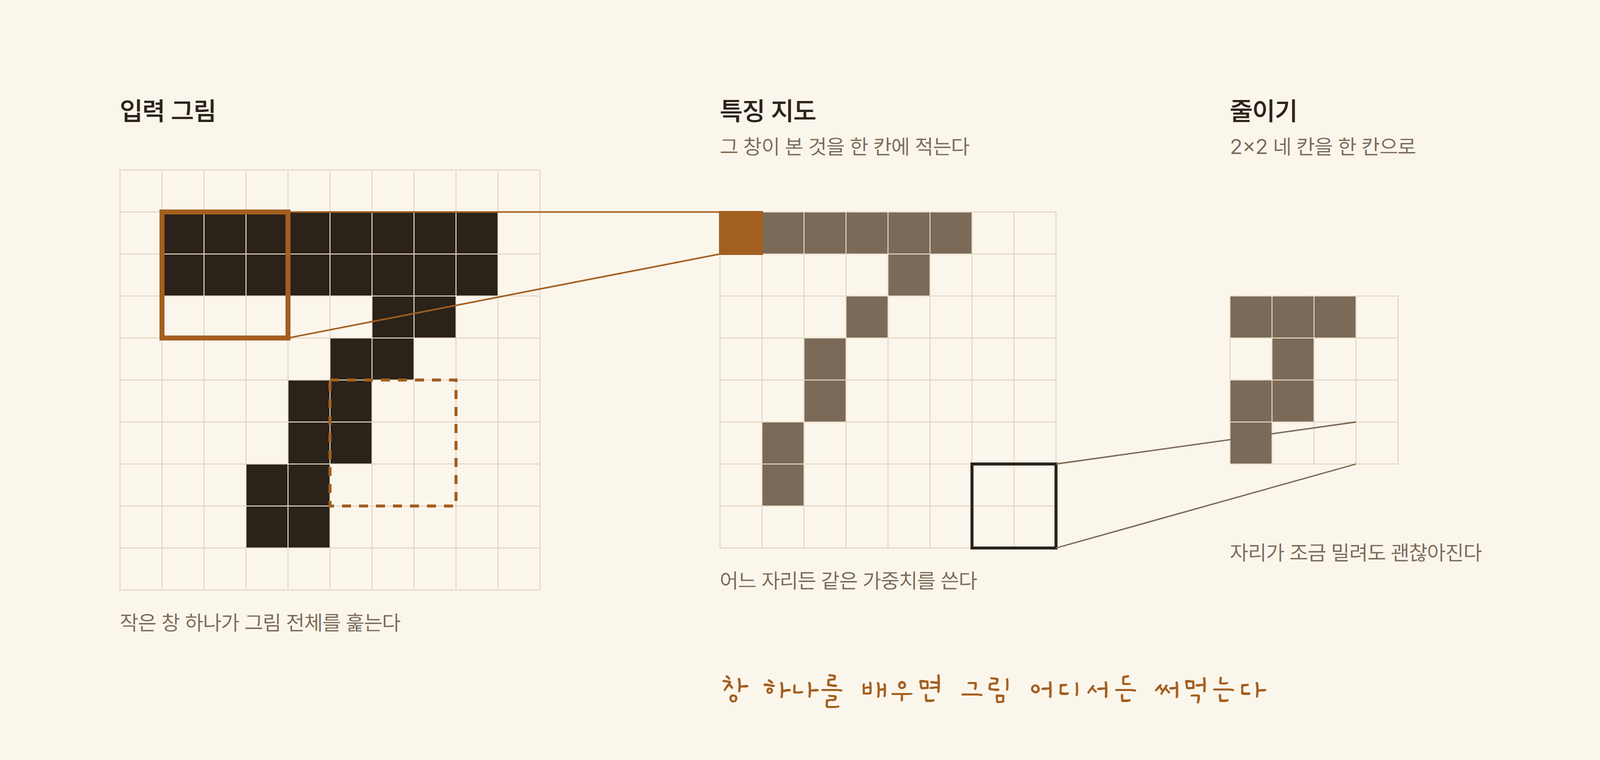 입력 그림
특징 지도
그 창이 본 것을 한 칸에 적는다
줄이기
2×2 네 칸을 한 칸으로
자리가 조금 밀려도 괜찮아진다
어느 자리든 같은 가중치를 쓴다
작은 창 하나가 그림 전체를 훑는다
창 하나를 배우면 그림 어디서든 써먹는다